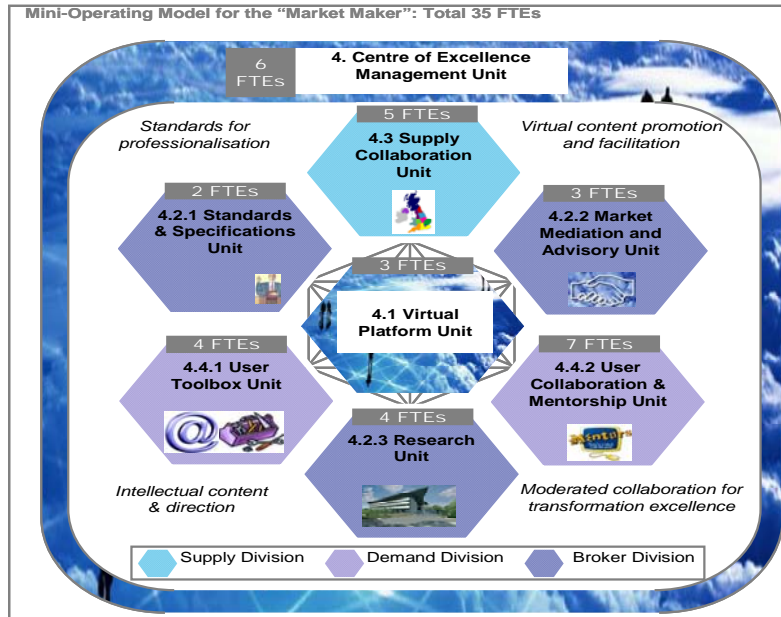 Mini-Operating Model for the “Market Maker”: Total 35 FTEs
6
FTEs
4. Centre of Excellence
Management Unit
Standards for
professionalisation
5 FTEs
4.3 Supply
Collaboration
Unit
Virtual content promotion
and facilitation
2 FTEs
4.2.1 Standards
& Specifications
Unit
3 FTEs
4.2.2 Market
Mediation and
Advisory Unit
3 FTEs
4.1 Virtual
Platform Unit
4 FTEs
4.4.1 User
Toolbox Unit
@
7 FTEs
4.4.2 User
Collaboration &
Mentorship Unit
Mentors
4 FTEs
4.2.3 Research
Unit
Intellectual content
& direction
Moderated collaboration for
transformation excellence
Supply Division
Demand Division
Broker Division